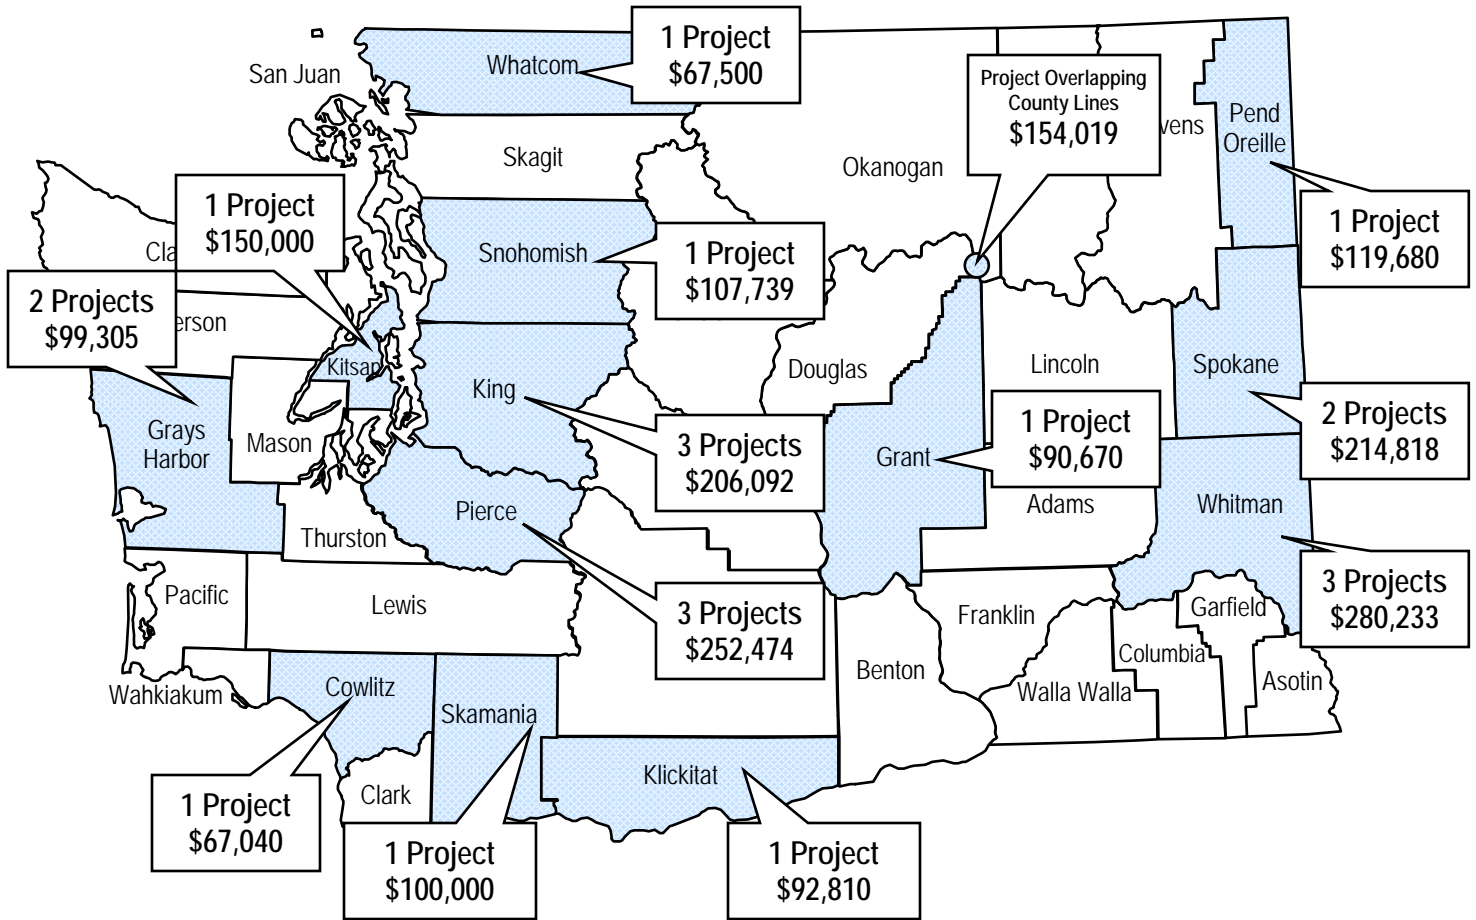 1 Project
$67,500
San Juan
Whatcom
Project Overlapping
County Lines
$154,019
vens
Pend
Oreille
Skagit
Okanogan
1 Project
$150,000
Cla
Snohomish
1 Project
$107,739
1 Project
$119,680
2 Projects
$99,305
erson
Kitsap
King
Douglas
Lincoln
Spokane
Grays
Harbor
Mason
3 Projects
$206,092
Grant
1 Project
$90,670
2 Projects
$214,818
Pierce
Adams
Whitman
Thurston
3 Projects
$280,233
Pacific
Lewis
3 Projects
$252,474
Franklin
Garfield
Columbia
Benton
Walla Walla
Asotin
Wahkiakum
Cowlitz
Skamania
Klickitat
Clark
1 Project
$67,040
1 Project
$100,000
1 Project
$92,810